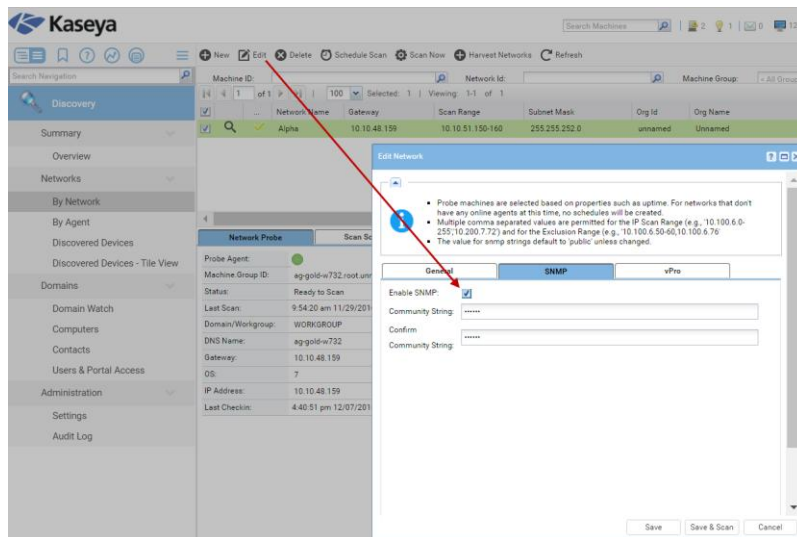 Kaseya
Search Machines 2 1 0 12
New Edit Delete Schedule Scan Scan Now Harvest Networks Refresh
Search Navigation
Machine ID: Network Id: Machine Group: < All Group
1 of 1 100 Selected: 1 Viewing: 1-1 of 1
Discovery
... Network Name Gateway Scan Range Subnet Mask Org Id Org Name
Alpha 10.10.48.159 10.10.51.150-160 255.255.252.0 unnamed Unnamed
Summary
Overview
Networks
By Network
By Agent
Discovered Devices
Discovered Devices - Tile View
Domains
Domain Watch
Computers
Contacts
Users & Portal Access
Administration
Settings
Audit Log
Network Probe Scan Sc
Probe Agent:
Machine.Group ID: ag-gold-w732.root.unr
Status: Ready to Scan
Last Scan: 9:54:20 am 11/29/201
Domain/Workgroup: WORKGROUP
DNS Name: ag-gold-w732
Gateway: 10.10.48.159
OS: 7
IP Address: 10.10.48.159
Last Checkin: 4:40:51 pm 12/07/201
Edit Network
Probe machines are selected based on properties such as uptime. For networks that don't
have any online agents at this time, no schedules will be created.
Multiple comma separated values are permitted for the IP Scan Range (e.g., '10.100.6.0-
255,'10.200.7.72') and for the Exclusion Range (e.g., '10.100.6.50-60,10.100.6.76'
The value for snmp strings default to 'public' unless changed.
General SNMP vPro
Enable SNMP:
Community String: ••••••
Confirm
Community String: ••••••
Save Save & Scan Cancel